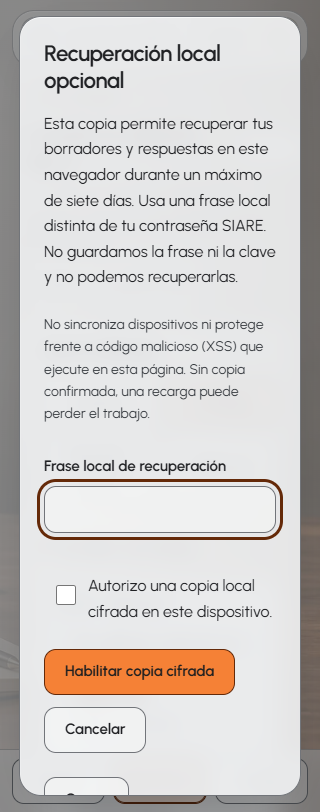 Recuperación local
opcional
Esta copia permite recuperar tus
borradores y respuestas en este
navegador durante un máximo
de siete días. Usa una frase local
distinta de tu contraseña SIARE.
No guardamos la frase ni la clave
y no podemos recuperarlas.
No sincroniza dispositivos ni protege
frente a código malicioso (XSS) que
ejecute en esta página. Sin copia
confirmada, una recarga puede
perder el trabajo.
Frase local de recuperación
Autorizo una copia local
cifrada en este dispositivo.
Habilitar copia cifrada
Cancelar